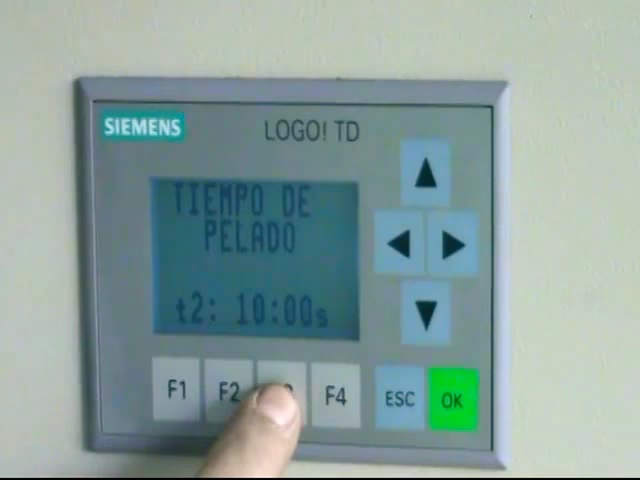 SIEMENS
LOGO! TD
TIEMPO DE
PELADO
t2: 10:00s
F1 F2 F4 ESC OK